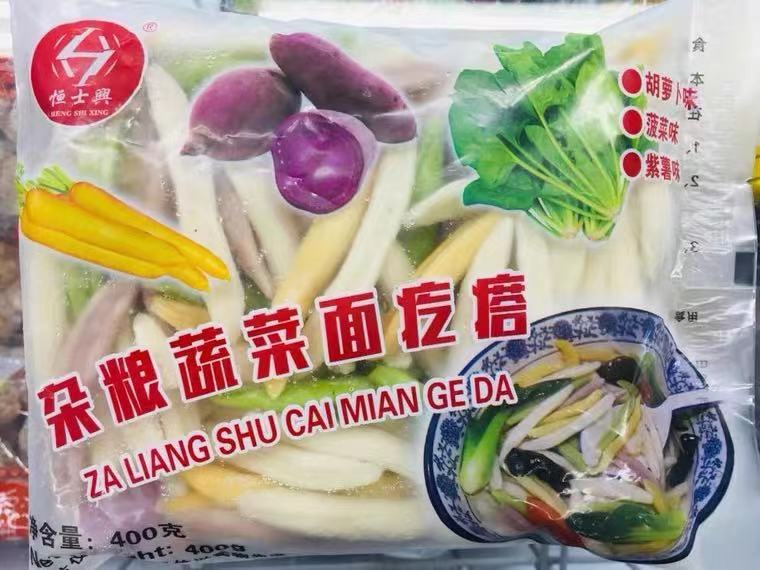 恒士興
HENG SHI XING
胡萝卜味
菠菜味
紫薯味
杂粮蔬菜面疙瘩
ZA LIANG SHU CAI MIAN GE DA
净含量：400克
400g